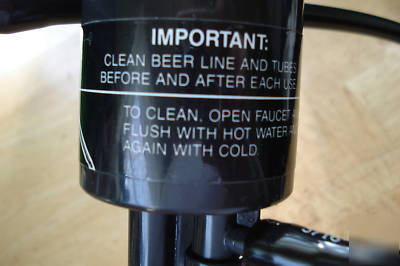 IMPORTANT:
CLEAN BEER LINE AND TUBES
BEFORE AND AFTER EACH USE
TO CLEAN, OPEN FAUCET
FLUSH WITH HOT WATER
AGAIN WITH COLD.